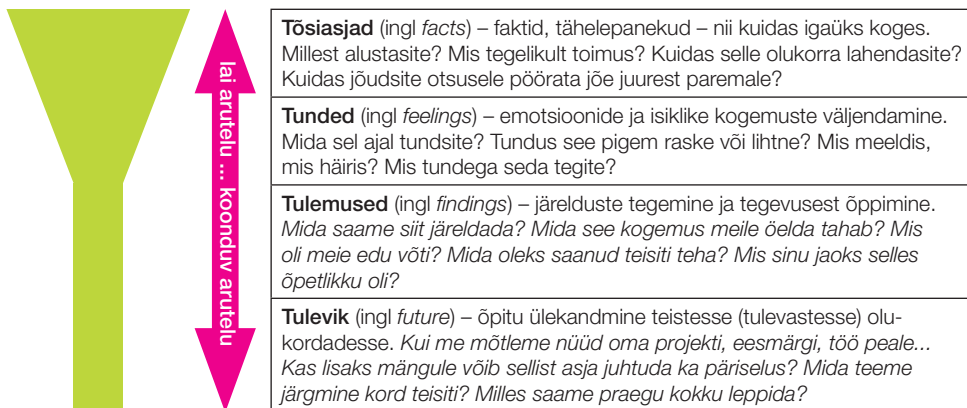 lai arutelu ... koonduv arutelu
Tõsiasjad (ingl facts) – faktid, tähelepanekud – nii kuidas igaüks koges.
Millest alustasite? Mis tegelikult toimus? Kuidas selle olukorra lahendasite?
Kuidas jõudsite otsusele pöörata jõe juurest paremale?
Tunded (ingl feelings) – emotsioonide ja isiklike kogemuste väljendamine.
Mida sel ajal tundsite? Tundus see pigem raske või lihtne? Mis meeldis,
mis häiris? Mis tundega seda tegite?
Tulemused (ingl findings) – järelduste tegemine ja tegevusest õppimine.
Mida saame siit järeldada? Mida see kogemus meile öelda tahab? Mis
oli meie edu võti? Mida oleks saanud teisiti teha? Mis sinu jaoks selles
õpetlikku oli?
Tulevik (ingl future) – õpitu ülekandmine teistesse (tulevastesse) olu-
kordadesse. Kui me mõtleme nüüd oma projekti, eesmärgi, töö peale...
Kas lisaks mängule võib sellist asja juhtuda ka päriselus? Mida teeme
järgmine kord teisiti? Milles saame praegu kokku leppida?